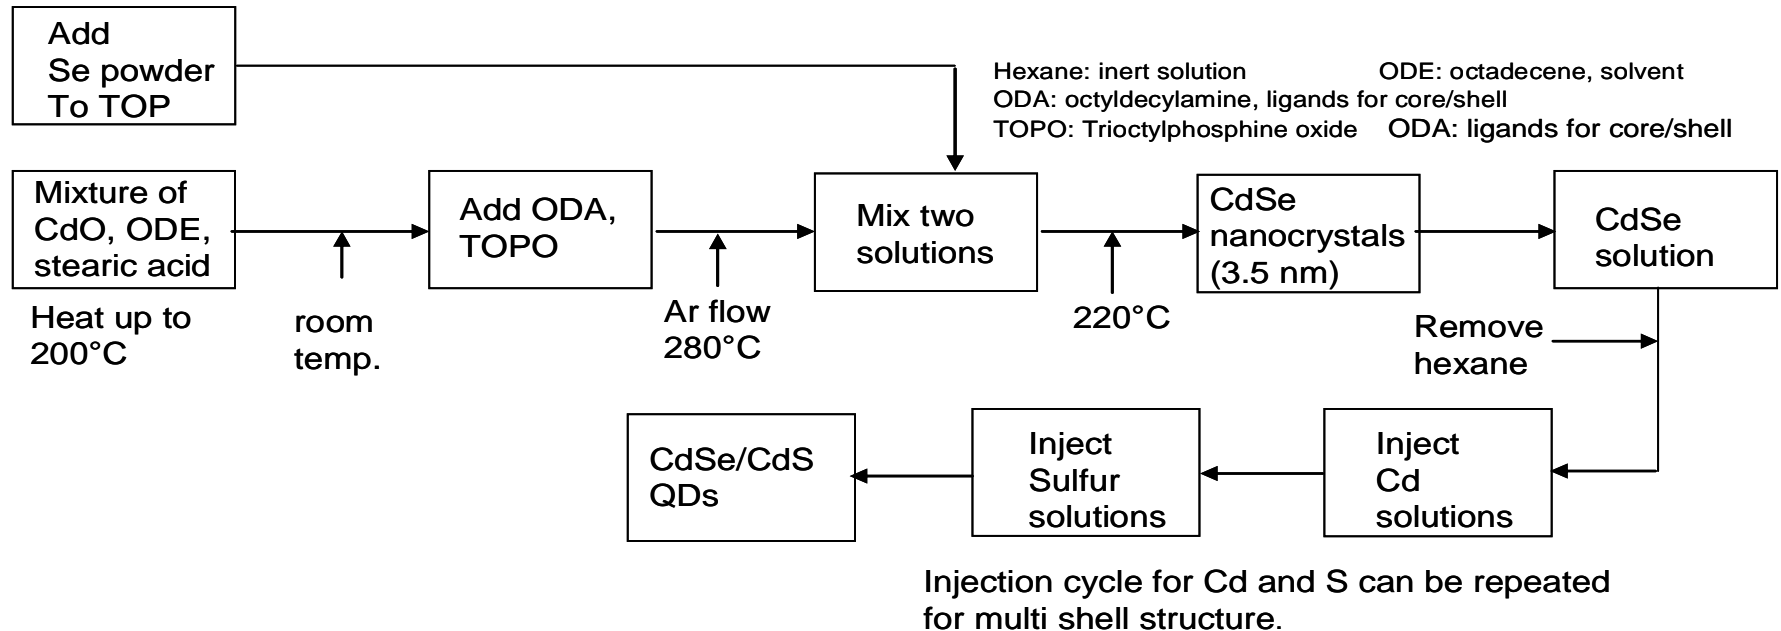 Add
Se powder
To TOP
Hexane: inert solution ODE: octadecene, solvent
ODA: octyldecylamine, ligands for core/shell
TOPO: Trioctylphosphine oxide ODA: ligands for core/shell
Mixture of
CdO, ODE,
stearic acid
Heat up to
200°C
room
temp.
Add ODA,
TOPO
Ar flow
280°C
Mix two
solutions
220°C
CdSe
nanocrystals
(3.5 nm)
CdSe
solution
Remove
hexane
Inject
Cd
solutions
Inject
Sulfur
solutions
CdSe/CdS
QDs
Injection cycle for Cd and S can be repeated
for multi shell structure.